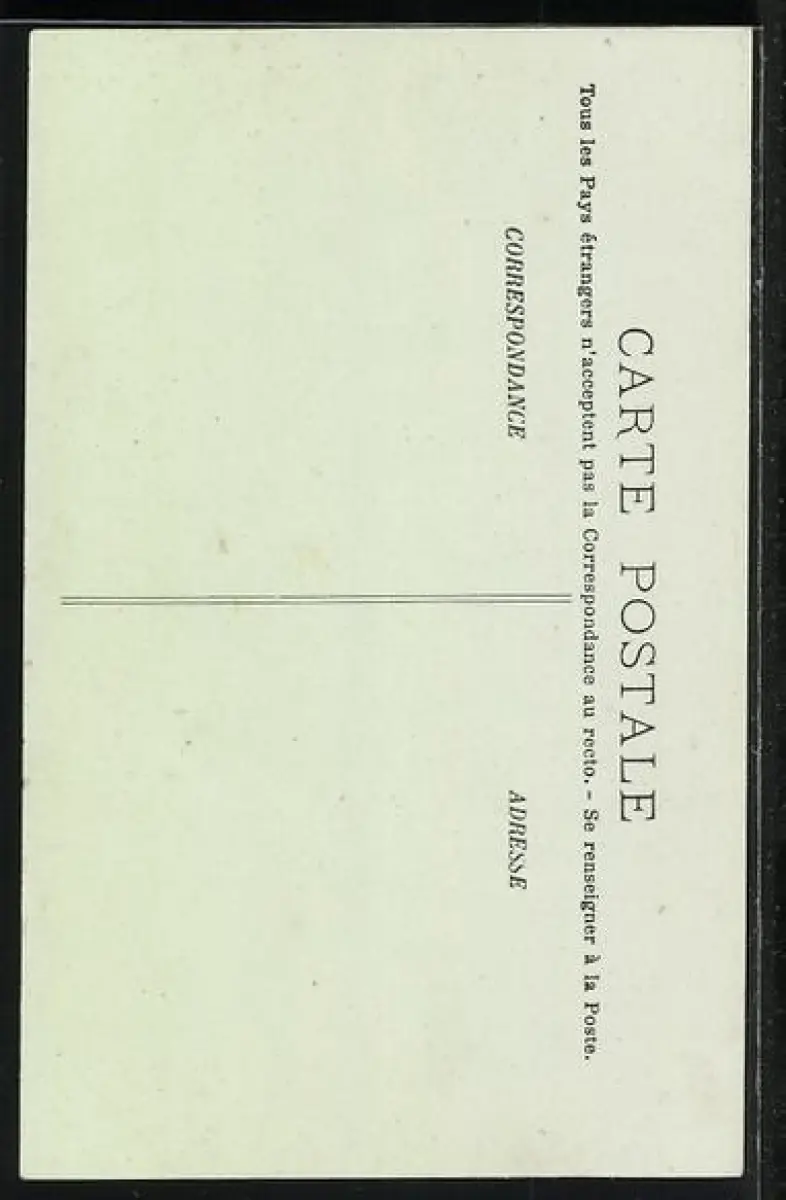 CARTE POSTALE
Tous les Pays étrangers n'acceptent pas la Correspondance au recto. - Se renseigner à la Poste.
CORRESPONDANCE
ADRESSE